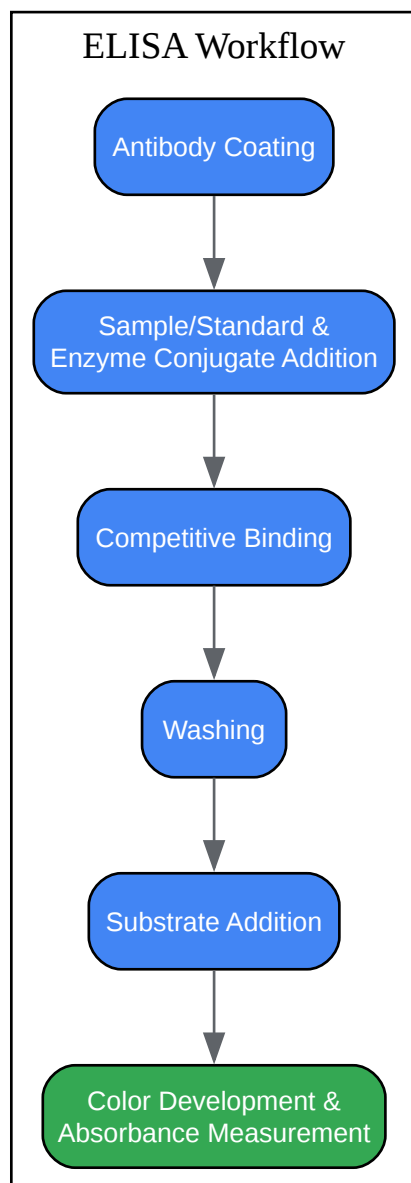 ELISA Workflow
Antibody Coating
Sample/Standard &
Enzyme Conjugate Addition
Competitive Binding
Washing
Substrate Addition
Color Development &
Absorbance Measurement